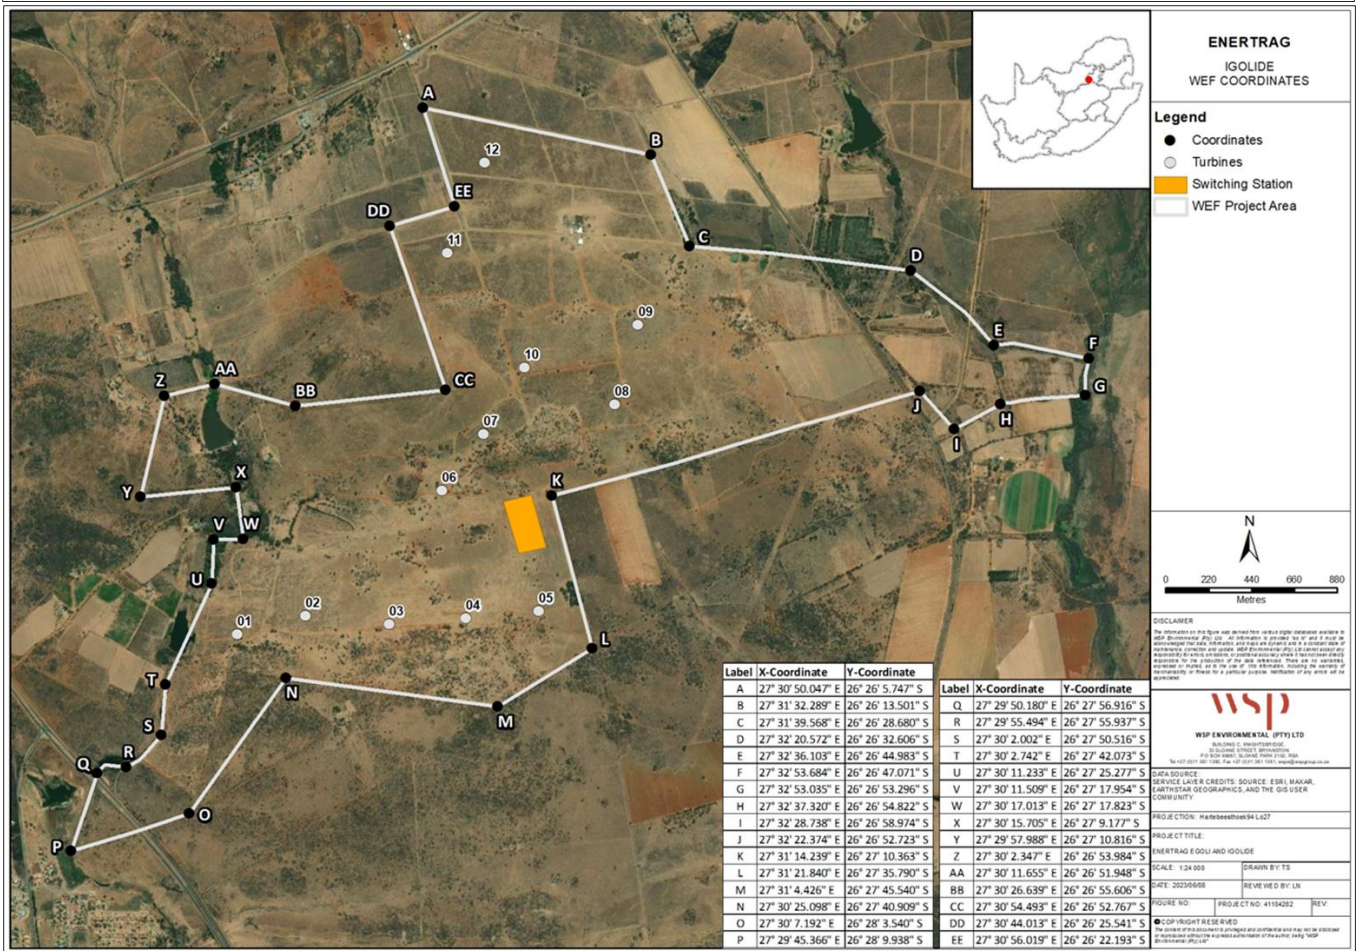 A
B
12
EE
DD
11
C
D
09
E
F
10
AA
Z
BB
CC
G
08
J
H
I
07
X
06
K
Y
V
W
U
05
02
04
03
01
L
T
N
M
S
R
Q
O
P
Label X-Coordinate Y-Coordinate
A 27° 30' 50.047" E 26° 26' 5.747" S
B 27° 31' 32.289" E 26° 26' 13.501" S
C 27° 31' 39.568" E 26° 26' 28.680" S
D 27° 32' 20.572" E 26° 26' 32.606" S
E 27° 32' 36.103" E 26° 26' 44.983" S
F 27° 32' 53.684" E 26° 26' 47.071" S
G 27° 32' 53.035" E 26° 26' 53.296" S
H 27° 32' 37.320" E 26° 26' 54.822" S
I 27° 32' 28.738" E 26° 26' 58.974" S
J 27° 32' 22.374" E 26° 26' 52.723" S
K 27° 31' 14.239" E 26° 27' 10.363" S
L 27° 31' 21.840" E 26° 27' 35.790" S
M 27° 31' 4.426" E 26° 27' 45.540" S
N 27° 30' 25.098" E 26° 27' 40.909" S
O 27° 30' 7.192" E 26° 28' 3.540" S
P 27° 29' 45.366" E 26° 28' 9.938" S
Label X-Coordinate Y-Coordinate
Q 27° 29' 50.180" E 26° 27' 56.916" S
R 27° 29' 55.494" E 26° 27' 55.937" S
S 27° 30' 2.002" E 26° 27' 50.516" S
T 27° 30' 2.742" E 26° 27' 42.073" S
U 27° 30' 11.233" E 26° 27' 25.277" S
V 27° 30' 11.509" E 26° 27' 17.954" S
W 27° 30' 17.013" E 26° 27' 17.823" S
X 27° 30' 15.705" E 26° 27' 9.177" S
Y 27° 29' 57.988" E 26° 27' 10.816" S
Z 27° 30' 2.347" E 26° 26' 53.984" S
AA 27° 30' 11.655" E 26° 26' 51.948" S
BB 27° 30' 26.639" E 26° 26' 55.606" S
CC 27° 30' 54.493" E 26° 26' 52.767" S
DD 27° 30' 44.013" E 26° 26' 25.541" S
EE 27° 30' 56.019" E 26° 26' 22.193" S
ENERTRAG
IGOLIDE
WEF COORDINATES
Legend
Coordinates
Turbines
Switching Station
WEF Project Area
N
0 220 440 660 880
Metres
DISCLAIMER
wsp
WSP ENVIRONMENTAL (PTY) LTD
DATA SOURCE:
SERVICE LAYER CREDITS: SOURCE: ESRI, MAXAR,
EARTHSTAR GEOGRAPHICS, AND THE GIS USER
COMMUNITY
PROJECTION: Hartebeesthoek94 Lo27
PROJECT TITLE:
ENERTRAG EGOLI AND IGOLIDE
SCALE: 1:24 000 DRAWN BY: TS
DATE: 2023/06/08 REVIEWED BY: LN
FIGURE NO: PROJECT NO: 41104282 REV:
© COPYRIGHT RESERVED